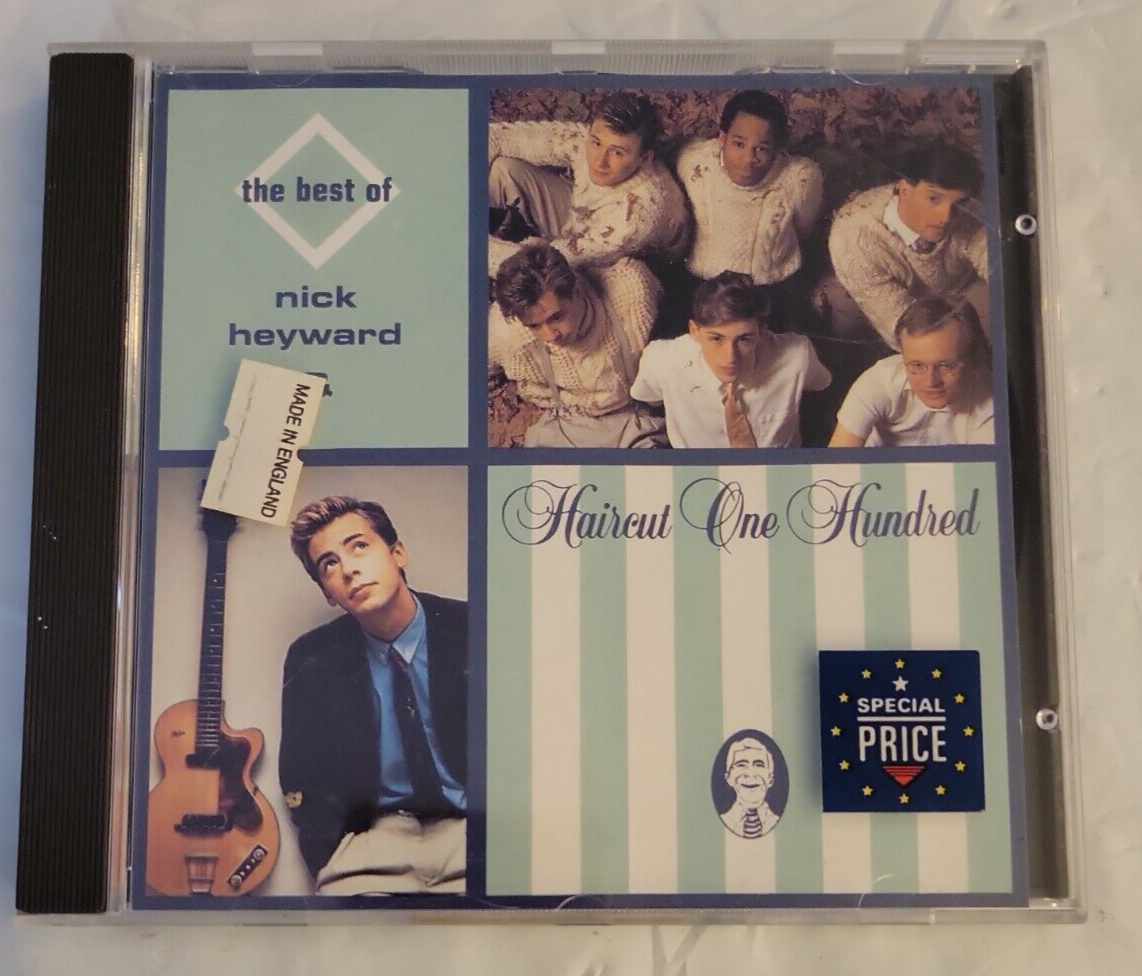 the best of
nick
heyward
&
MADE IN ENGLAND
Haircut One Hundred
SPECIAL
PRICE